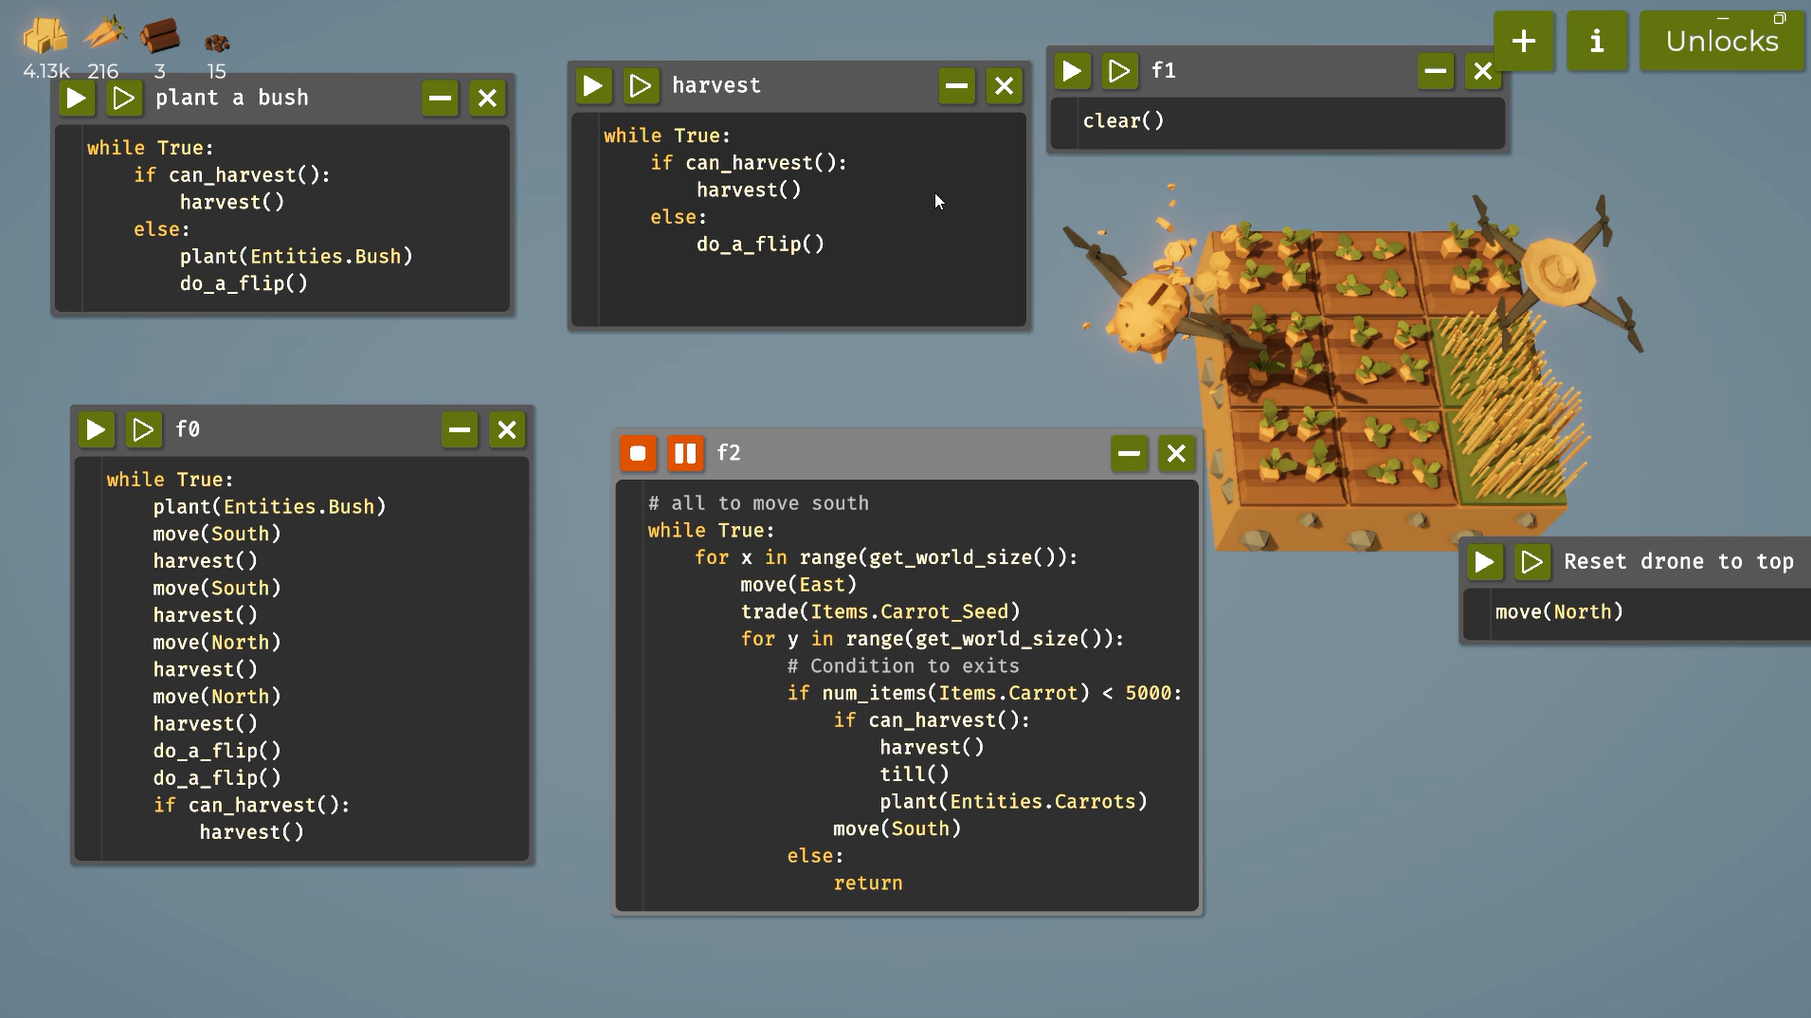 4.13k 216 3 15
+ i Unlocks
plant a bush
while True:
    if can_harvest():
        harvest()
    else:
        plant(Entities.Bush)
        do_a_flip()
harvest
while True:
    if can_harvest():
        harvest()
    else:
        do_a_flip()
f1
clear()
f0
while True:
    plant(Entities.Bush)
    move(South)
    harvest()
    move(South)
    harvest()
    move(North)
    harvest()
    move(North)
    harvest()
    do_a_flip()
    do_a_flip()
    if can_harvest():
        harvest()
f2
# all to move south
while True:
    for x in range(get_world_size()):
        move(East)
        trade(Items.Carrot_Seed)
        for y in range(get_world_size()):
            # Condition to exits
            if num_items(Items.Carrot) < 5000:
                if can_harvest():
                    harvest()
                    till()
                    plant(Entities.Carrots)
                move(South)
            else:
                return
Reset drone to top
move(North)